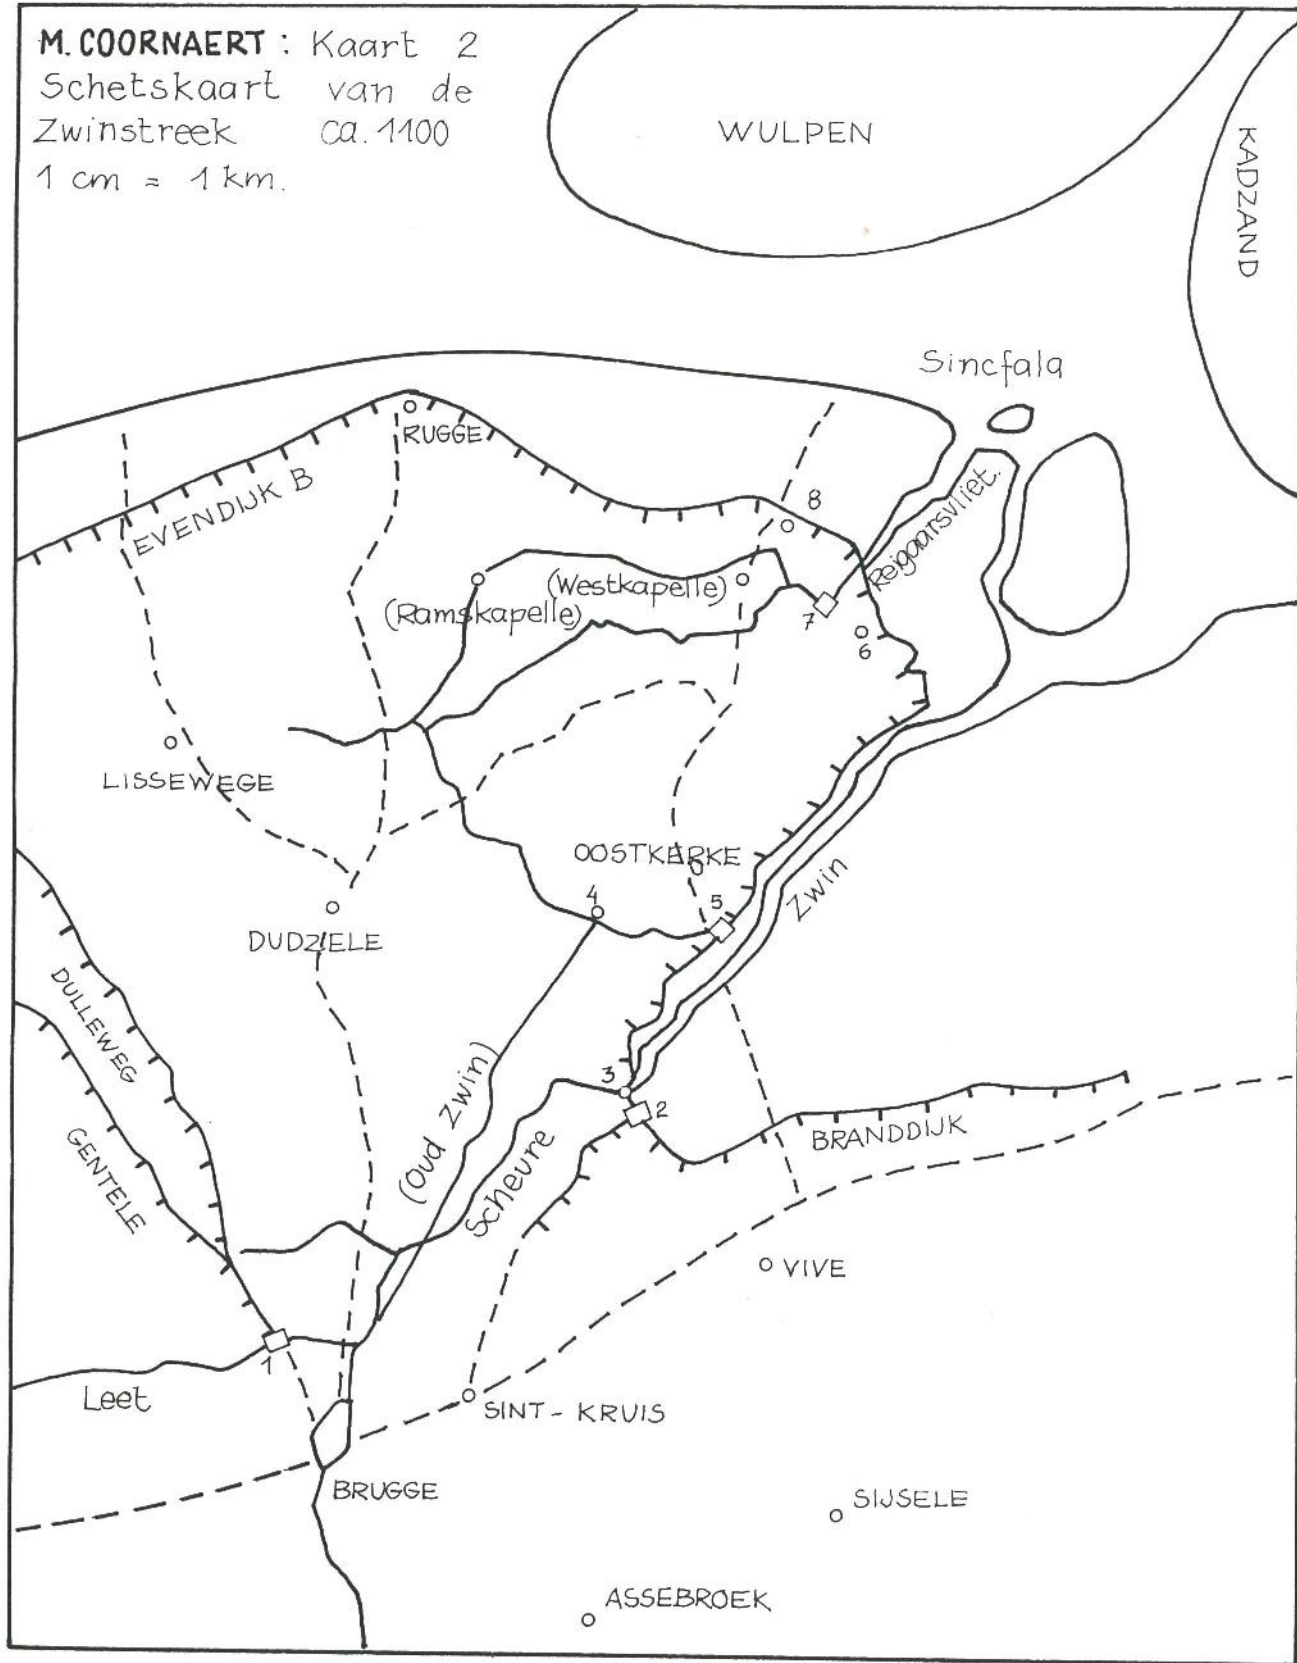 M. COORNAERT : Kaart 2
Schetskaart van de
Zwinstreek ca. 1100
1 cm = 1 km.
WULPEN
KADZAND
Sincfala
RUGGE
EVENDIJK B
8
Reigaarsvliet.
(Westkapelle)
(Ramskapelle)
7
6
LISSEWEGE
OOSTKERKE
Zwin
4
5
DUDZIELE
DULLEWEG
GENTELE
(Oud Zwin)
Scheure
3
2
BRANDDIJK
VIVE
1
Leet
SINT-KRUIS
BRUGGE
SIJSELE
ASSEBROEK